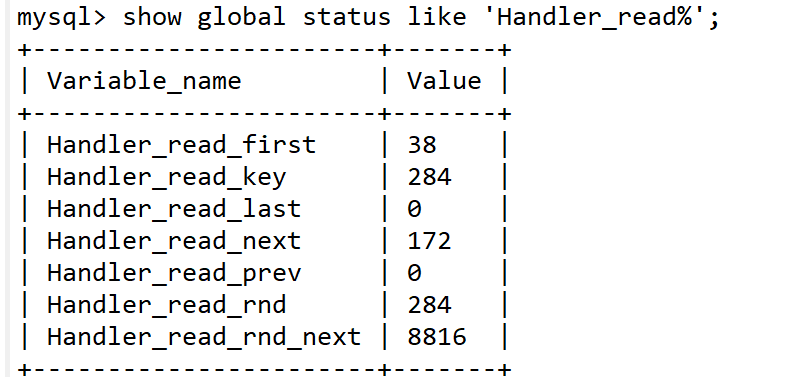 mysql> show global status like 'Handler_read%';
+-----------------------+-------+
| Variable_name         | Value |
+-----------------------+-------+
| Handler_read_first    | 38    |
| Handler_read_key      | 284   |
| Handler_read_last     | 0     |
| Handler_read_next     | 172   |
| Handler_read_prev     | 0     |
| Handler_read_rnd      | 284   |
| Handler_read_rnd_next | 8816  |
+-----------------------+-------+